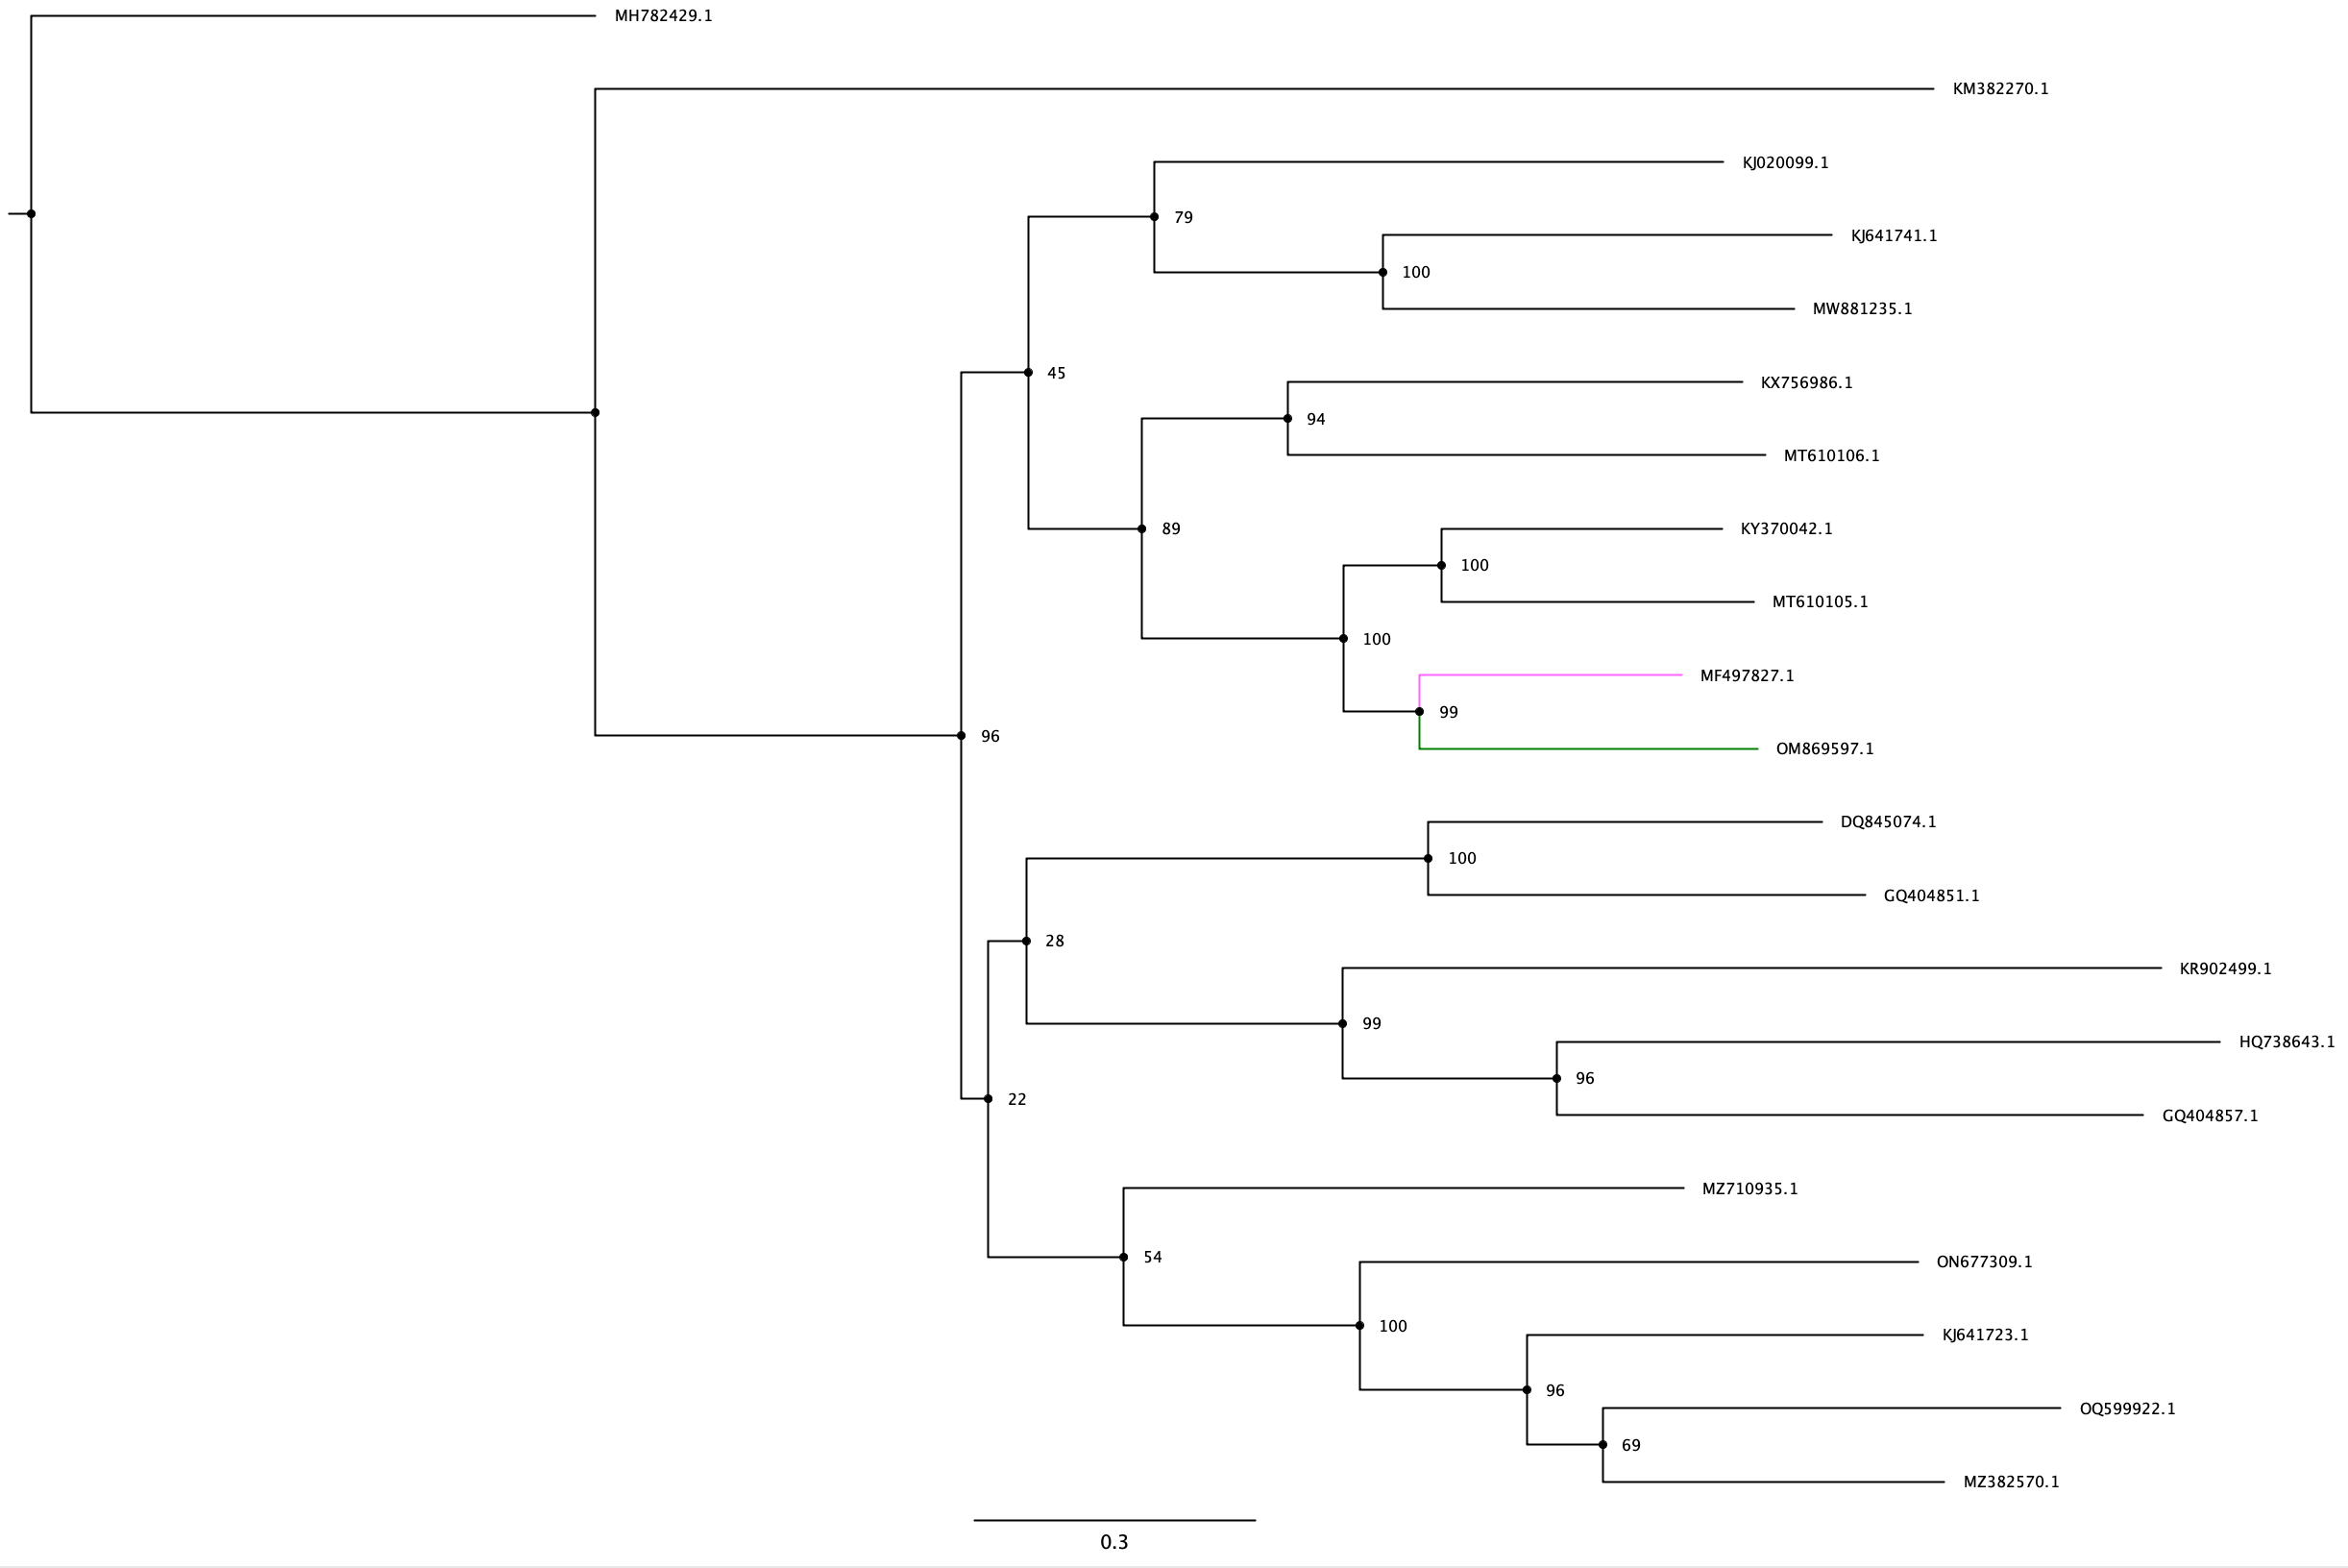 MH782429.1
KM382270.1
KJ020099.1
79
KJ641741.1
100
MW881235.1
45
KX756986.1
94
MT610106.1
89
KY370042.1
100
MT610105.1
100
MF497827.1
99
OM869597.1
96
DQ845074.1
100
GQ404851.1
28
KR902499.1
99
HQ738643.1
96
GQ404857.1
22
MZ710935.1
54
ON677309.1
100
KJ641723.1
96
OQ599922.1
69
MZ382570.1
0.3